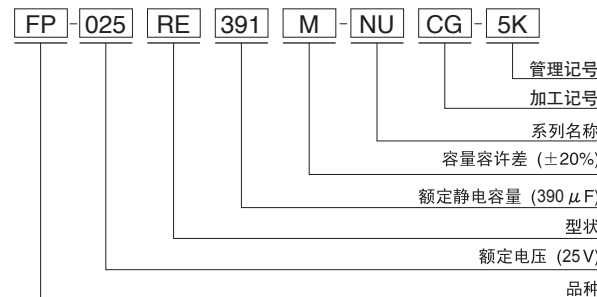 FP-025 RE 391 M-NU CG-5K
管理记号
加工记号
系列名称
容量容许差 (±20%)
额定静电容量 (390 μF)
型状
额定电压 (25V)
品种